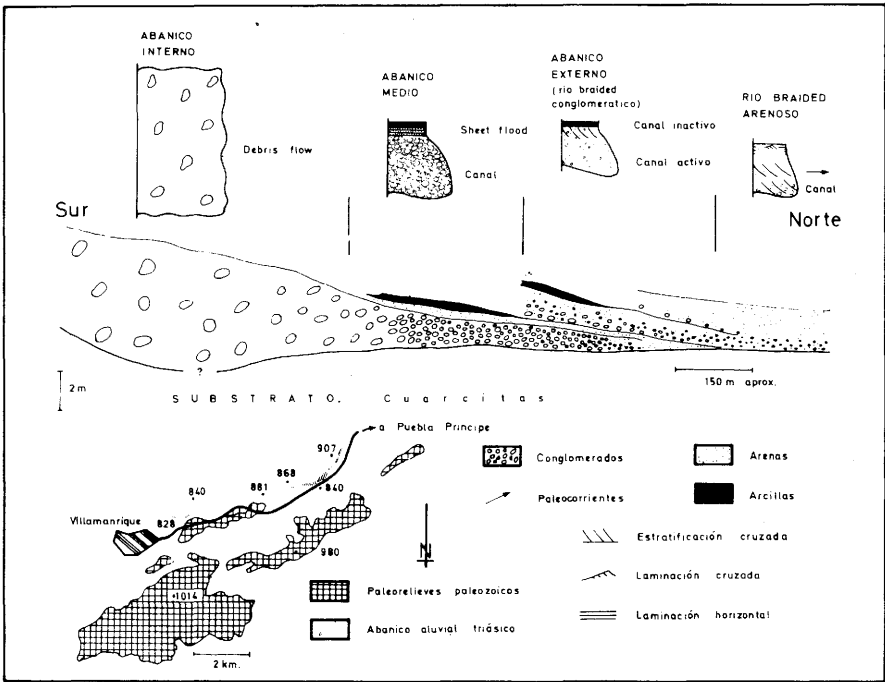 ABANICO
INTERNO
Debris flow
ABANICO
MEDIO
Sheet flood
Canal
ABANICO
EXTERNO
(rio braided
conglomeratico)
Canal inactivo
Canal activo
RIO BRAIDED
ARENOSO
Canal
Sur
Norte
?
2 m
150 m aprox.
SUBSTRATO. Cuarcitas
a Puebla Principe
907
868
881
840
840
828
Villamanrique
980
1014
N
2 km.
Conglomerados
Arenas
Paleocorrientes
Arcillas
Estratificación cruzada
Laminación cruzada
Laminación horizontal
Paleorelieves paleozoicos
Abanico aluvial triásico